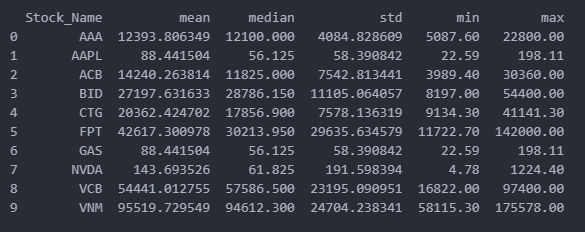 Stock_Name mean median std min max
0 AAA 12393.806349 12100.000 4084.828609 5087.60 22800.00
1 AAPL 88.441504 56.125 58.390842 22.59 198.11
2 ACB 14240.263814 11825.000 7542.813441 3989.40 30360.00
3 BID 27197.631633 28786.150 11105.064057 8197.00 54400.00
4 CTG 20362.424702 17856.900 7578.136319 9134.30 41141.30
5 FPT 42617.300978 30213.950 29635.634579 11722.70 142000.00
6 GAS 88.441504 56.125 58.390842 22.59 198.11
7 NVDA 143.693526 61.825 191.598394 4.78 1224.40
8 VCB 54441.012755 57586.500 23195.090951 16822.00 97400.00
9 VNM 95519.729549 94612.300 24704.238341 58115.30 175578.00